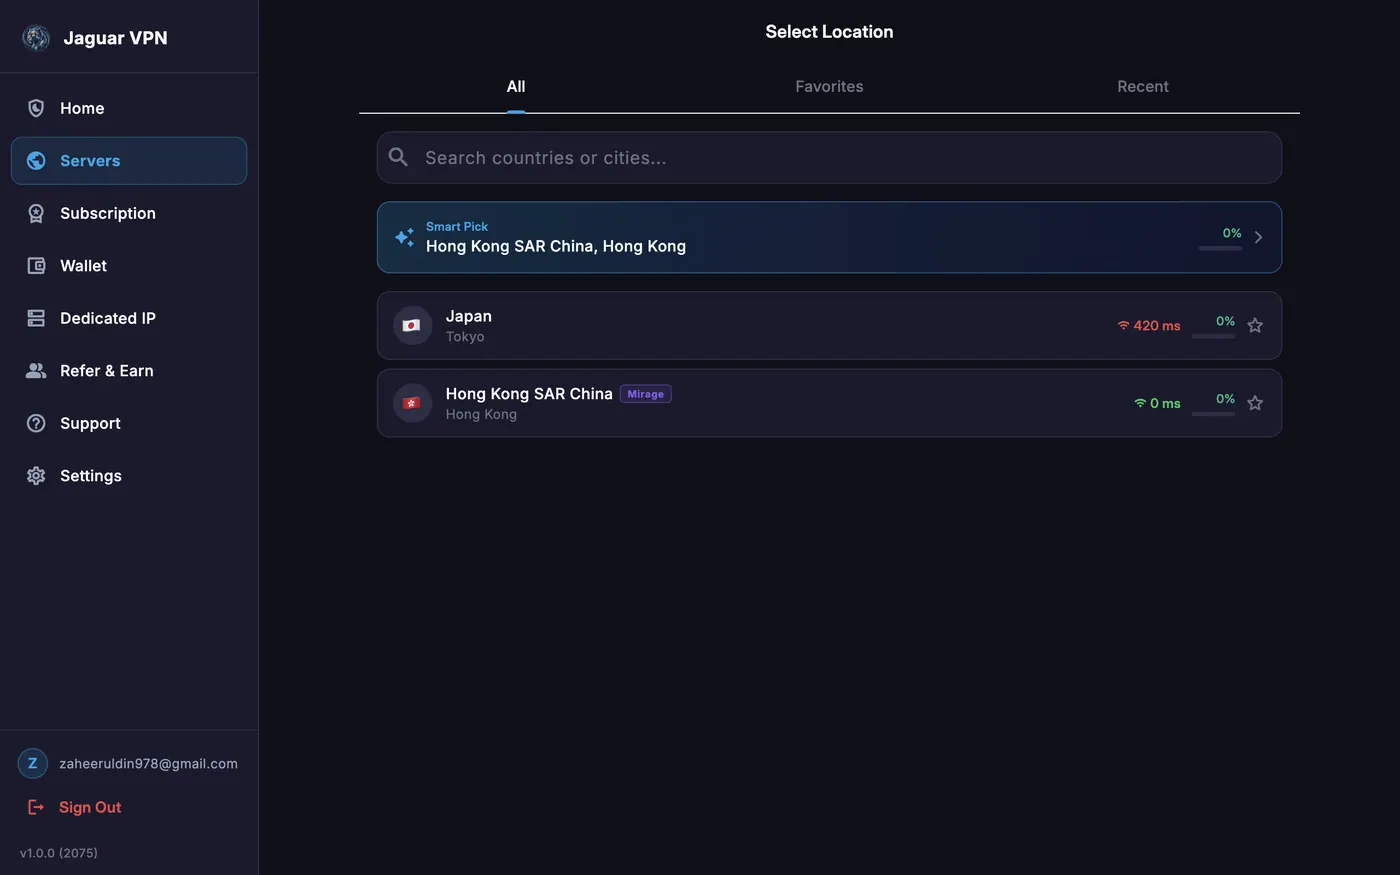 Jaguar VPN
Home
Servers
Subscription
Wallet
Dedicated IP
Refer & Earn
Support
Settings
zaheeruldin978@gmail.com
Z
Sign Out
v1.0.0 (2075)
Select Location
All
Favorites
Recent
Search countries or cities...
Smart Pick
Hong Kong SAR China, Hong Kong
0%
Japan
Tokyo
420 ms
0%
Hong Kong SAR China
Mirage
Hong Kong
0 ms
0%